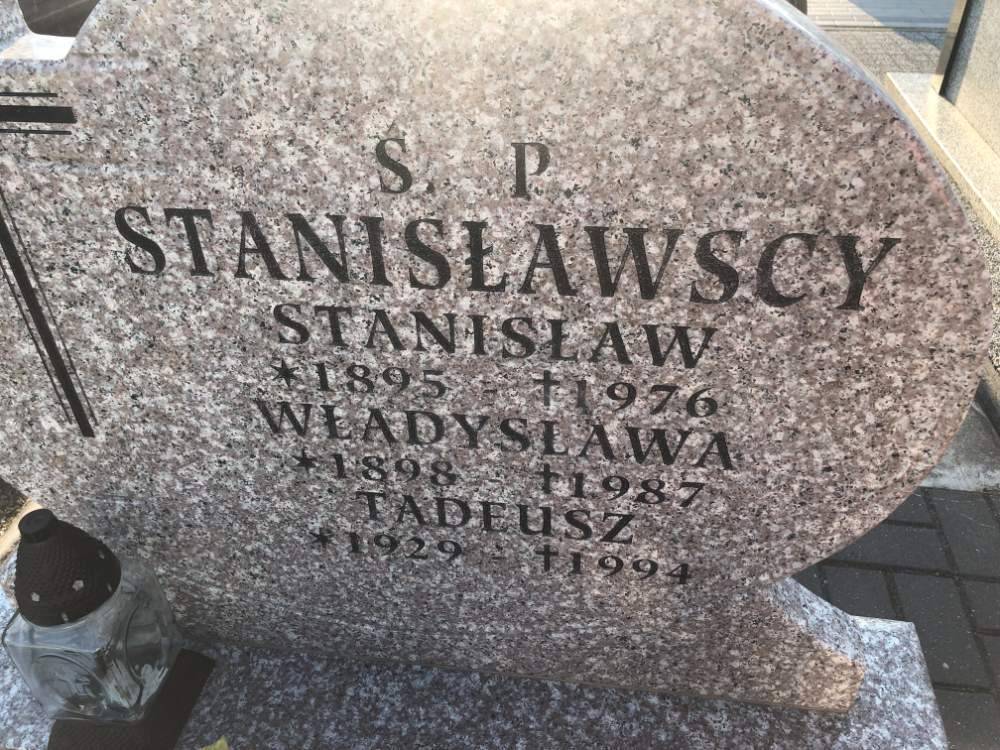 Ś. P.
STANISŁAWSCY
STANISŁAW
*1895 - †1976
WŁADYSŁAWA
*1898 - †1987
TADEUSZ
*1929 - †1994